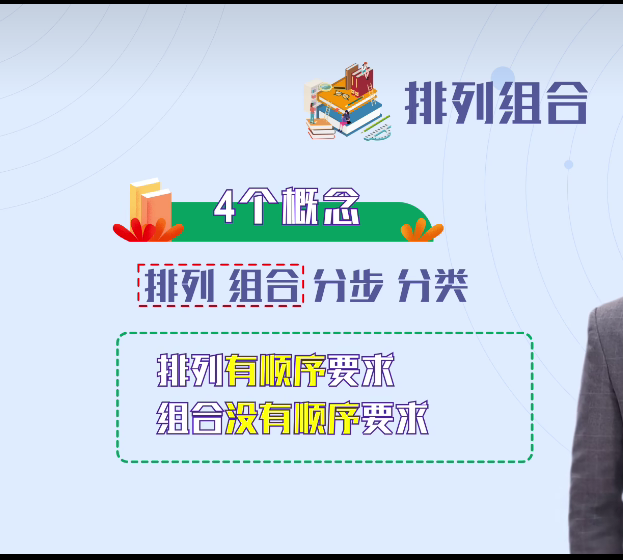 排列组合
4个概念
排列 组合 分步 分类
排列有顺序要求
组合没有顺序要求